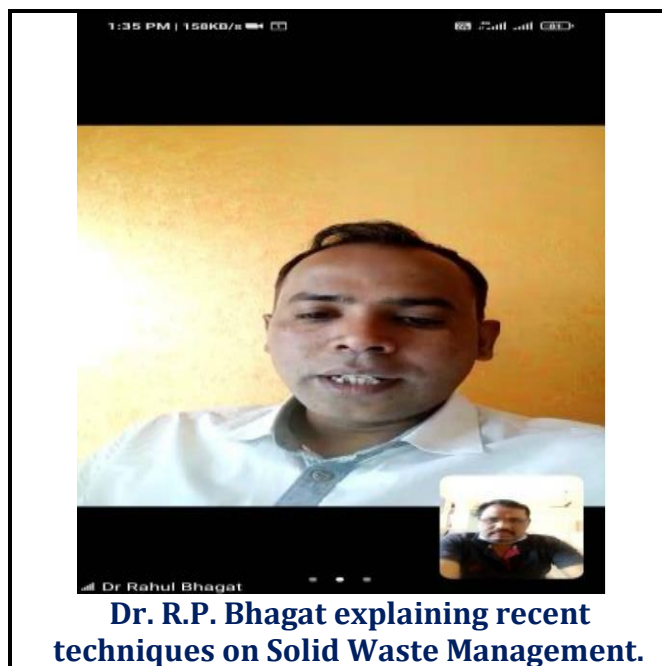 1:35 PM | 158KB/s
Dr Rahul Bhagat
Dr. R.P. Bhagat explaining recent
techniques on Solid Waste Management.